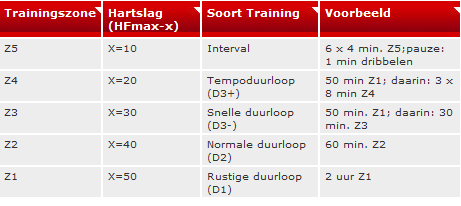 Trainingszone Hartslag (HFmax-x) Soort Training Voorbeeld
Z5 X=10 Interval 6 x 4 min. Z5;pauze: 1 min dribbelen
Z4 X=20 Tempoduurloop (D3+) 50 min Z1; daarin: 3 x 8 min Z4
Z3 X=30 Snelle duurloop (D3-) 50 min. Z1; daarin: 30 min. Z3
Z2 X=40 Normale duurloop (D2) 60 min. Z2
Z1 X=50 Rustige duurloop (D1) 2 uur Z1